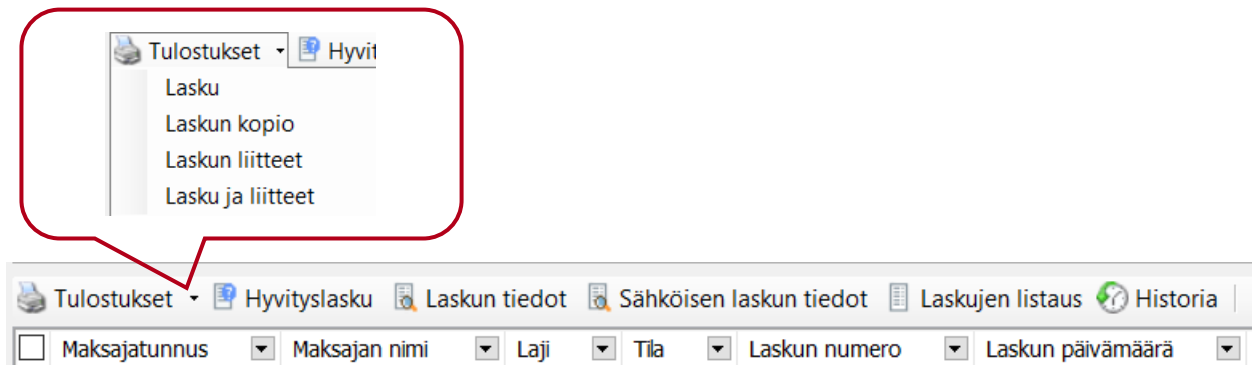 Tulostukset Hyvit
Lasku
Laskun kopio
Laskun liitteet
Lasku ja liitteet
Tulostukset Hyvityslasku Laskun tiedot Sähköisen laskun tiedot Laskujen listaus Historia
Maksajatunnus Maksajan nimi Laji Tila Laskun numero Laskun päivämäärä